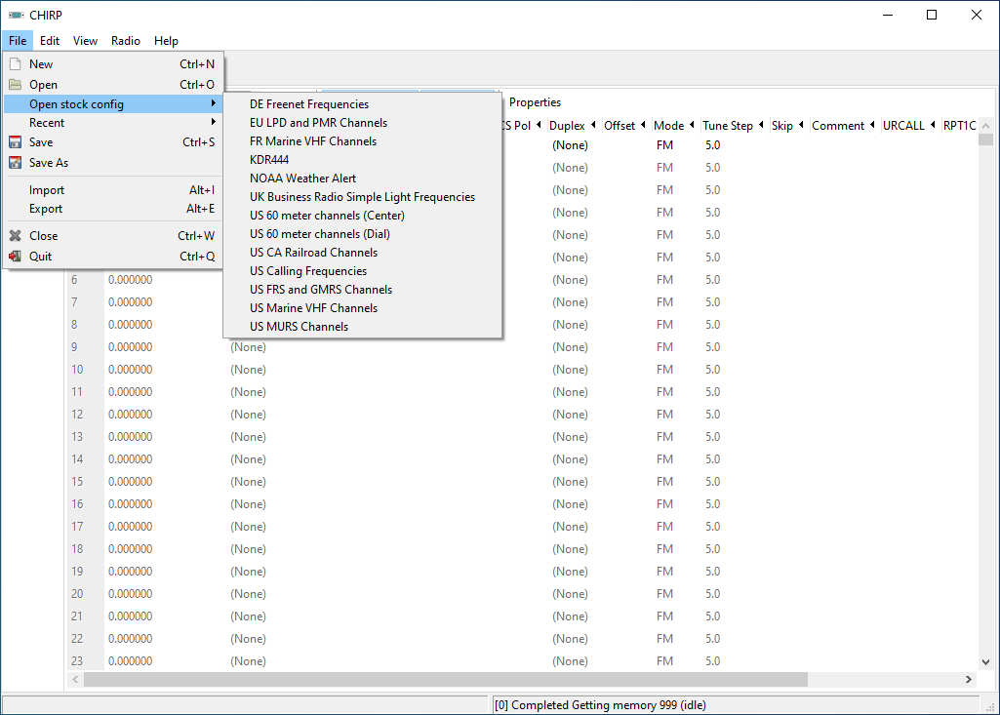 CHIRP
File Edit View Radio Help
New Ctrl+N
Open Ctrl+O
Open stock config
Recent
Save Ctrl+S
Save As
Import Alt+I
Export Alt+E
Close Ctrl+W
Quit Ctrl+Q
DE Freenet Frequencies
EU LPD and PMR Channels
FR Marine VHF Channels
KDR444
NOAA Weather Alert
UK Business Radio Simple Light Frequencies
US 60 meter channels (Center)
US 60 meter channels (Dial)
US CA Railroad Channels
US Calling Frequencies
US FRS and GMRS Channels
US Marine VHF Channels
US MURS Channels
Properties
CS Pol Duplex Offset Mode Tune Step Skip Comment URCALL RPT1C
(None) FM 5.0
(None) FM 5.0
(None) FM 5.0
(None) FM 5.0
(None) FM 5.0
(None) FM 5.0
6 0.000000 (None) FM 5.0
7 0.000000 (None) FM 5.0
8 0.000000 (None) FM 5.0
9 0.000000 (None) (None) FM 5.0
10 0.000000 (None) (None) FM 5.0
11 0.000000 (None) (None) FM 5.0
12 0.000000 (None) (None) FM 5.0
13 0.000000 (None) (None) FM 5.0
14 0.000000 (None) (None) FM 5.0
15 0.000000 (None) (None) FM 5.0
16 0.000000 (None) (None) FM 5.0
17 0.000000 (None) (None) FM 5.0
18 0.000000 (None) (None) FM 5.0
19 0.000000 (None) (None) FM 5.0
20 0.000000 (None) (None) FM 5.0
21 0.000000 (None) (None) FM 5.0
22 0.000000 (None) (None) FM 5.0
23 0.000000 (None) (None) FM 5.0
[0] Completed Getting memory 999 (idle)